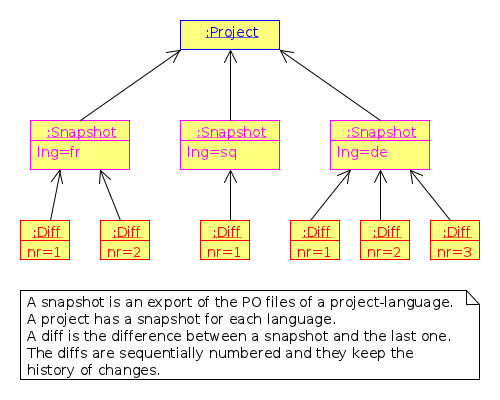 :Project
:Snapshot
lng=fr
:Snapshot
lng=sq
:Snapshot
lng=de
:Diff
nr=1
:Diff
nr=2
:Diff
nr=1
:Diff
nr=1
:Diff
nr=2
:Diff
nr=3
A snapshot is an export of the PO files of a project-language.
A project has a snapshot for each language.
A diff is the difference between a snapshot and the last one.
The diffs are sequentially numbered and they keep the
history of changes.